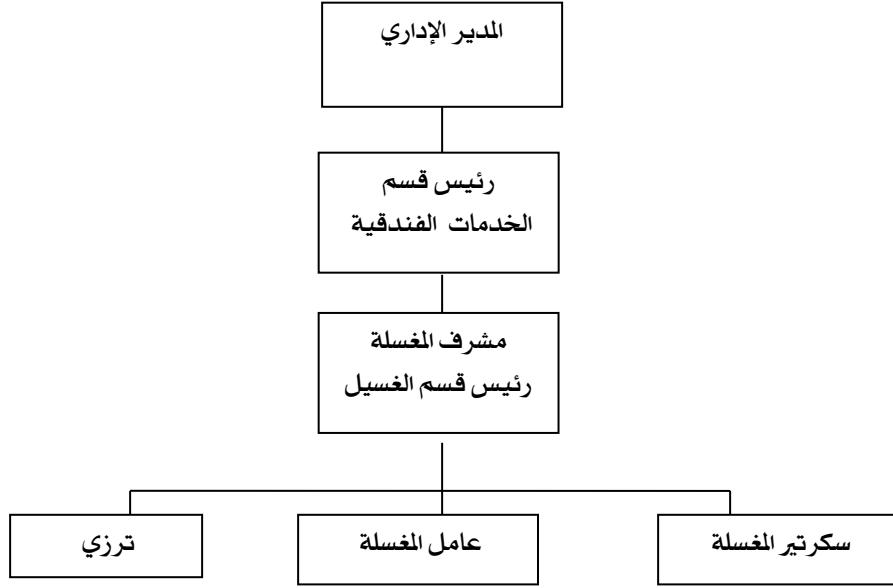 المدير الإداري
رئيس قسم
الخدمات الفندقية
مشرف المغسلة
رئيس قسم الغسيل
سكرتير المغسلة
عامل المغسلة
ترزي